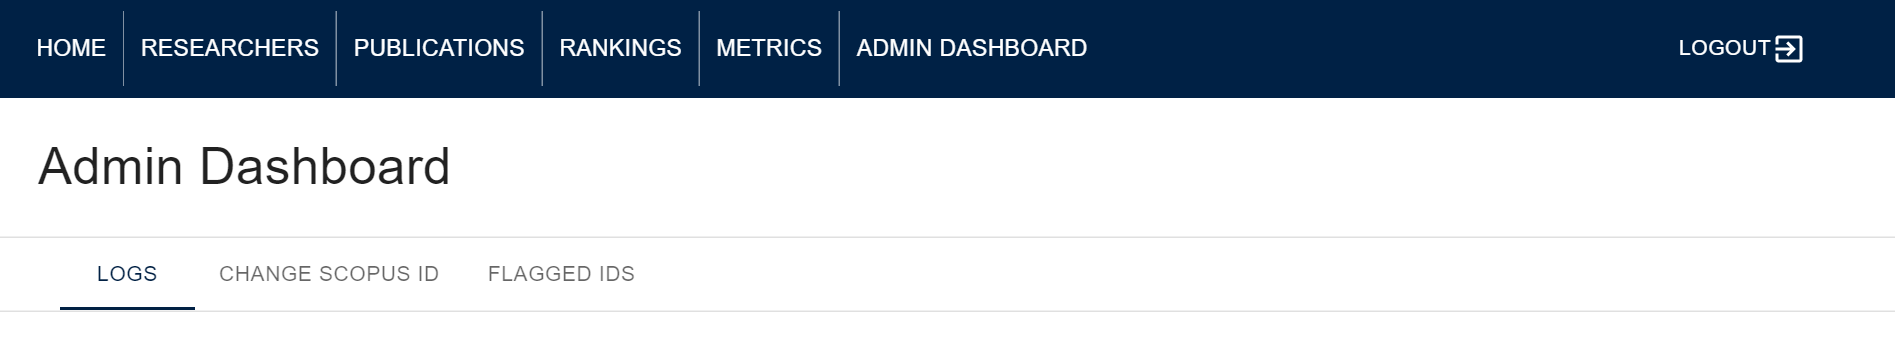 HOME RESEARCHERS PUBLICATIONS RANKINGS METRICS ADMIN DASHBOARD LOGOUT
Admin Dashboard
LOGS CHANGE SCOPUS ID FLAGGED IDS